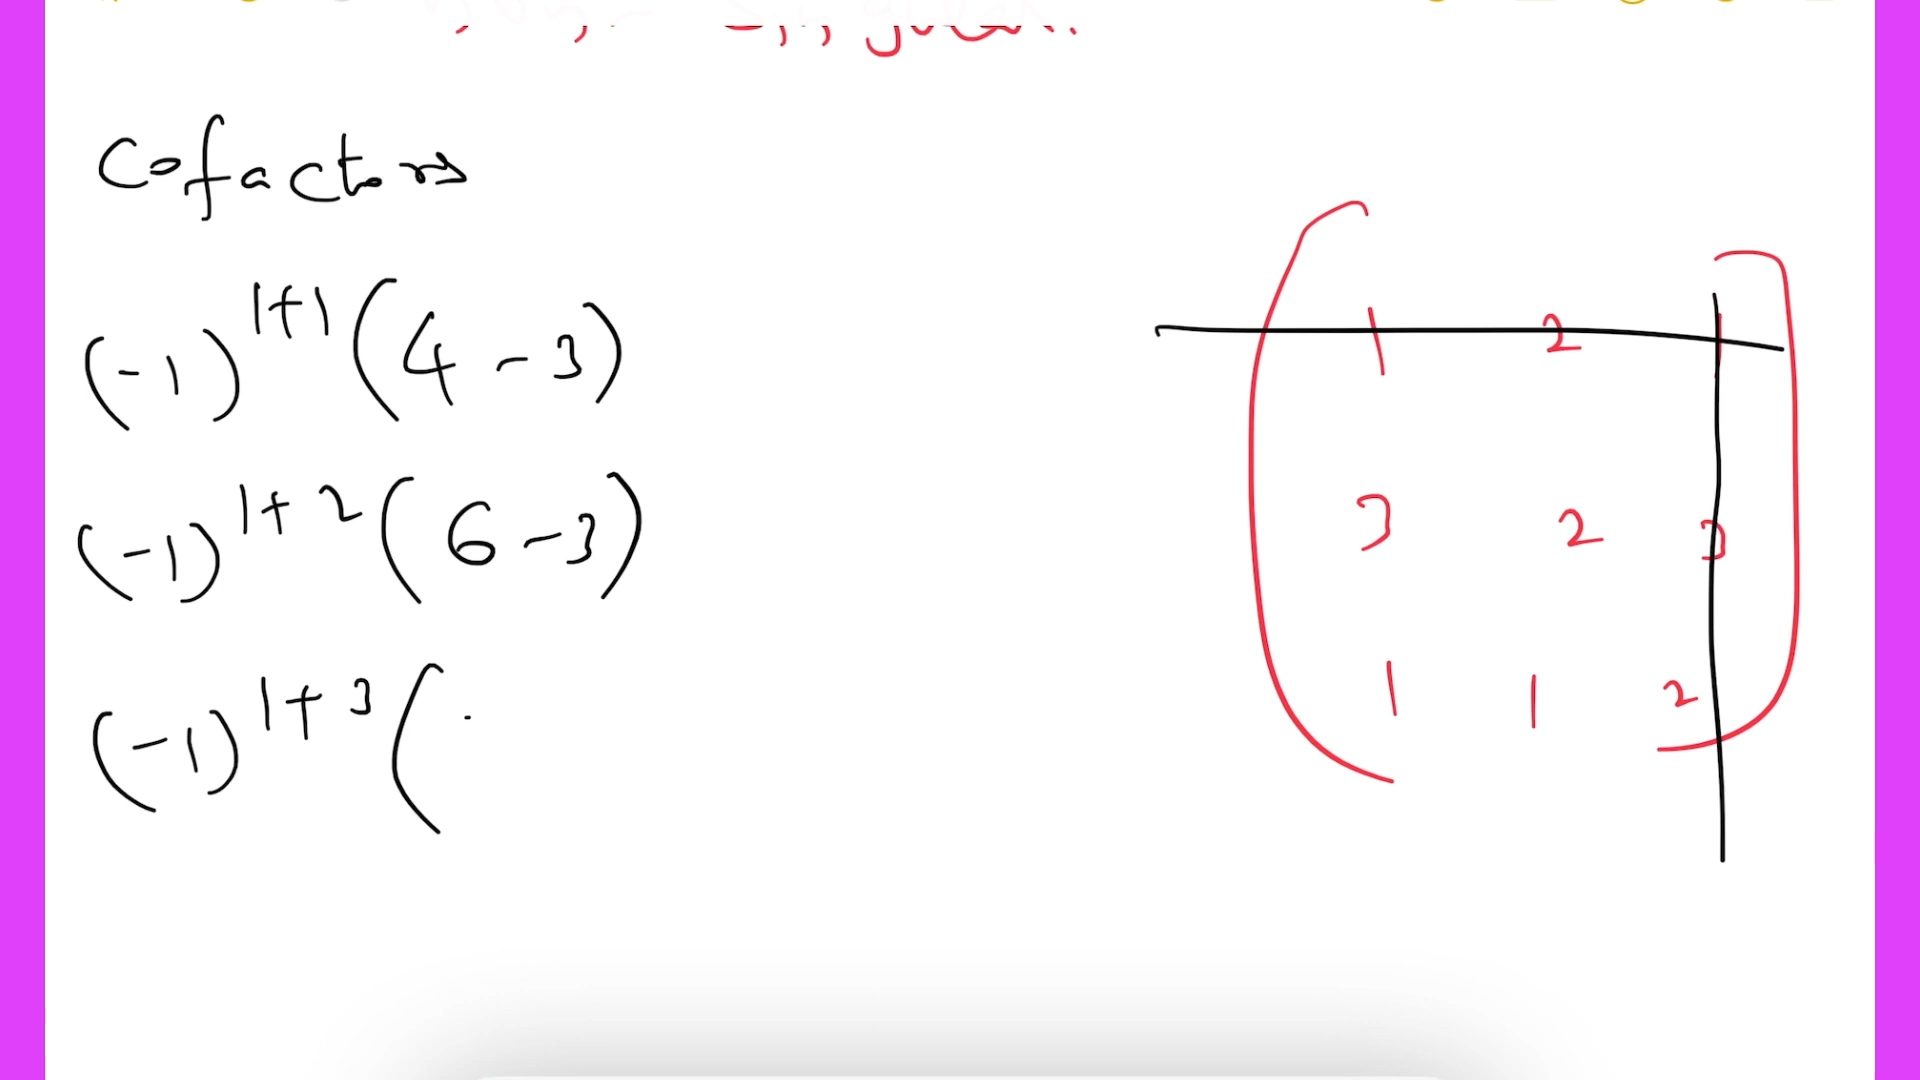 Cofactors
(-1)^1+1 (4-3)
(-1)^1+2 (6-3)
(-1)^1+3 (
1 2 1
3 2 3
1 1 2